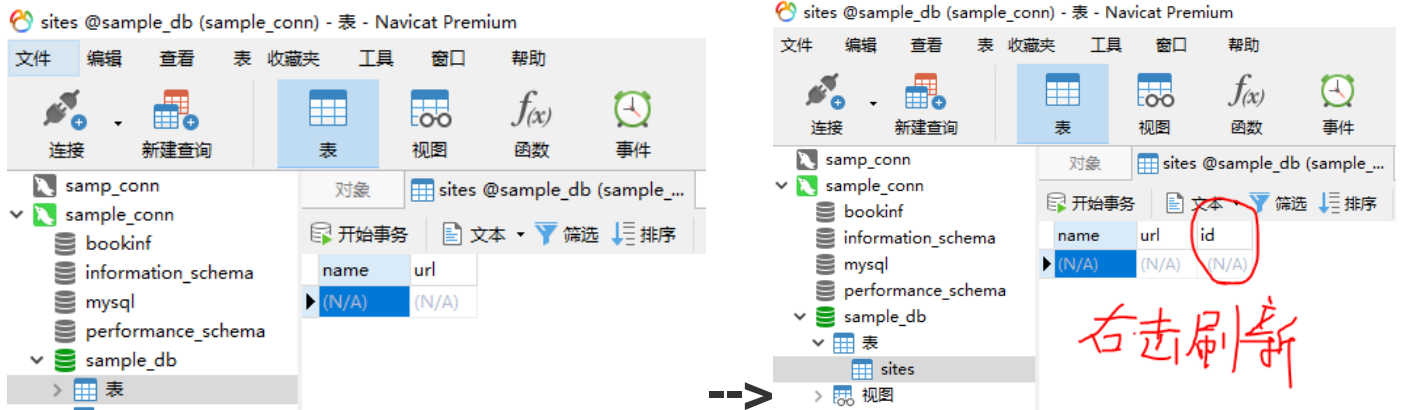 sites @sample_db (sample_conn) - 表 - Navicat Premium
文件 编辑 查看 表 收藏夹 工具 窗口 帮助
连接 新建查询 表 视图 函数 事件
f(x)
samp_conn
sample_conn
bookinf
information_schema
mysql
performance_schema
sample_db
表
对象 sites @sample_db (sample_...
开始事务 文本 筛选 排序
name url
(N/A) (N/A)
-->
sites @sample_db (sample_conn) - 表 - Navicat Premium
文件 编辑 查看 表 收藏夹 工具 窗口 帮助
连接 新建查询 表 视图 函数 事件
f(x)
samp_conn
sample_conn
bookinf
information_schema
mysql
performance_schema
sample_db
表
sites
视图
对象 sites @sample_db (sample_...
开始事务 文本 筛选 排序
name url id
(N/A) (N/A) (N/A)
右击刷新